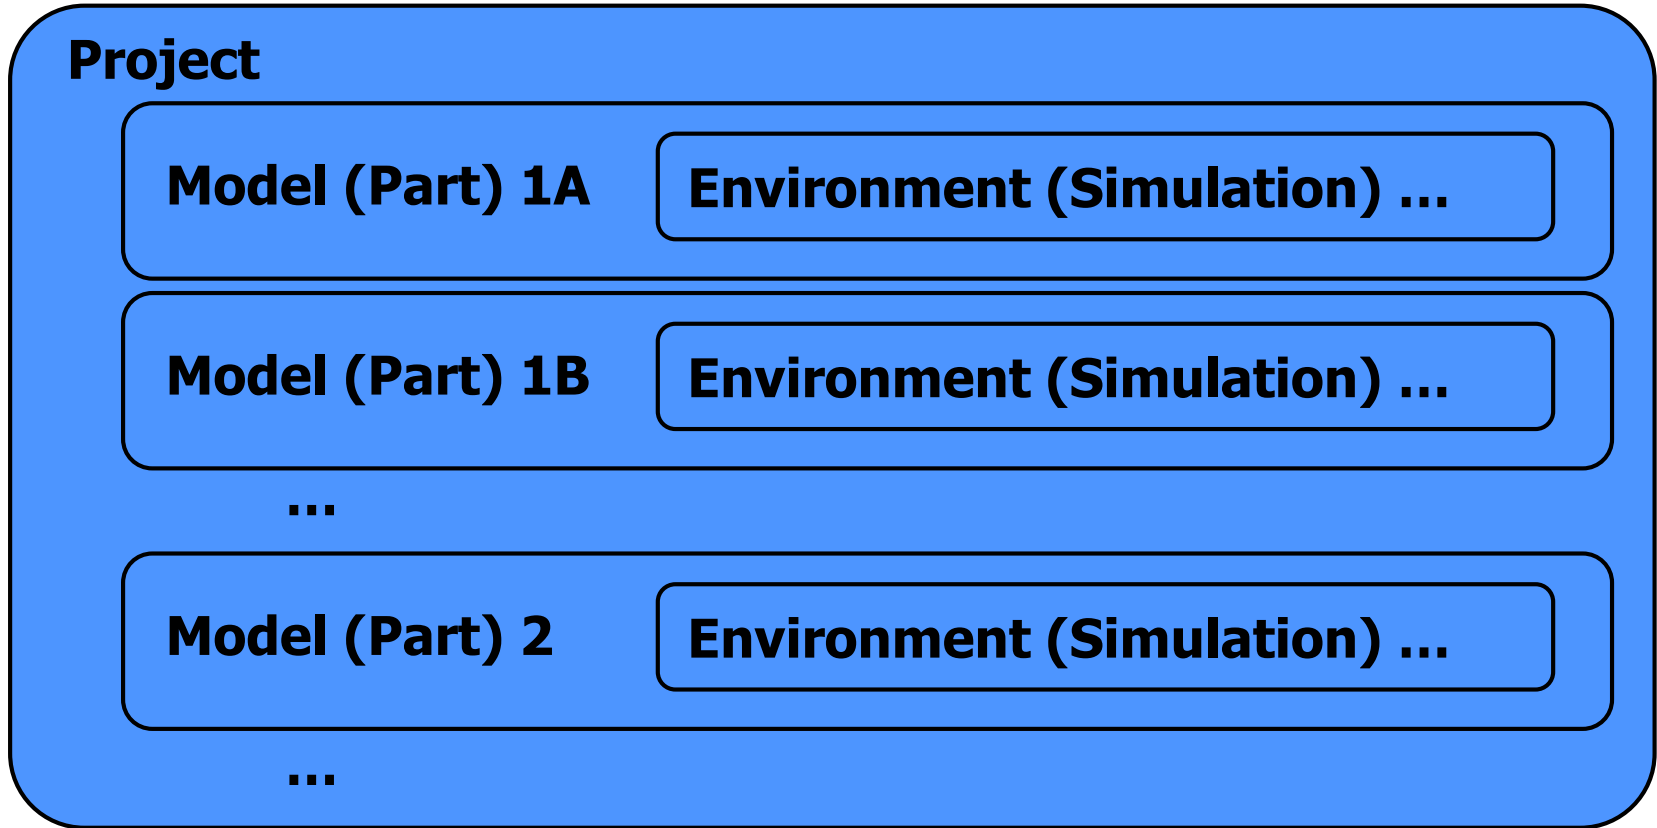 Project
Model (Part) 1A
Environment (Simulation) ...
Model (Part) 1B
Environment (Simulation) ...
...
Model (Part) 2
Environment (Simulation) ...
...